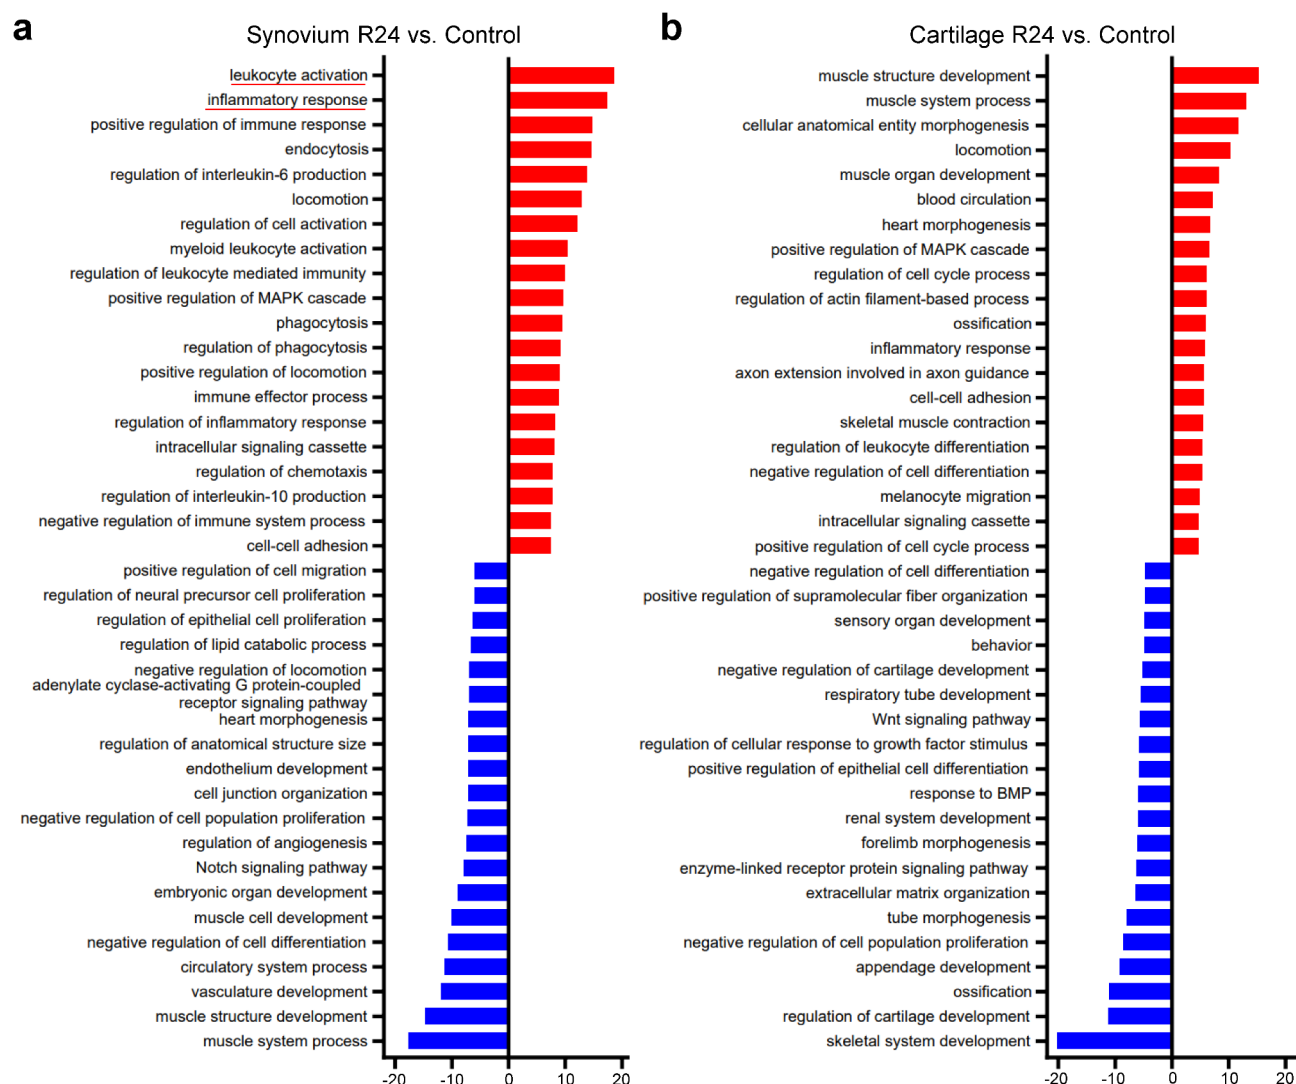 a
Synovium R24 vs. Control
leukocyte activation
inflammatory response
positive regulation of immune response
endocytosis
regulation of interleukin-6 production
locomotion
regulation of cell activation
myeloid leukocyte activation
regulation of leukocyte mediated immunity
positive regulation of MAPK cascade
phagocytosis
regulation of phagocytosis
positive regulation of locomotion
immune effector process
regulation of inflammatory response
intracellular signaling cassette
regulation of chemotaxis
regulation of interleukin-10 production
negative regulation of immune system process
cell-cell adhesion
positive regulation of cell migration
regulation of neural precursor cell proliferation
regulation of epithelial cell proliferation
regulation of lipid catabolic process
negative regulation of locomotion
adenylate cyclase-activating G protein-coupled
receptor signaling pathway
heart morphogenesis
regulation of anatomical structure size
endothelium development
cell junction organization
negative regulation of cell population proliferation
regulation of angiogenesis
Notch signaling pathway
embryonic organ development
muscle cell development
negative regulation of cell differentiation
circulatory system process
vasculature development
muscle structure development
muscle system process
-20 -10 0 10 20
b
Cartilage R24 vs. Control
muscle structure development
muscle system process
cellular anatomical entity morphogenesis
locomotion
muscle organ development
blood circulation
heart morphogenesis
positive regulation of MAPK cascade
regulation of cell cycle process
regulation of actin filament-based process
ossification
inflammatory response
axon extension involved in axon guidance
cell-cell adhesion
skeletal muscle contraction
regulation of leukocyte differentiation
negative regulation of cell differentiation
melanocyte migration
intracellular signaling cassette
positive regulation of cell cycle process
negative regulation of cell differentiation
positive regulation of supramolecular fiber organization
sensory organ development
behavior
negative regulation of cartilage development
respiratory tube development
Wnt signaling pathway
regulation of cellular response to growth factor stimulus
positive regulation of epithelial cell differentiation
response to BMP
renal system development
forelimb morphogenesis
enzyme-linked receptor protein signaling pathway
extracellular matrix organization
tube morphogenesis
negative regulation of cell population proliferation
appendage development
ossification
regulation of cartilage development
skeletal system development
-20 -10 0 10 20